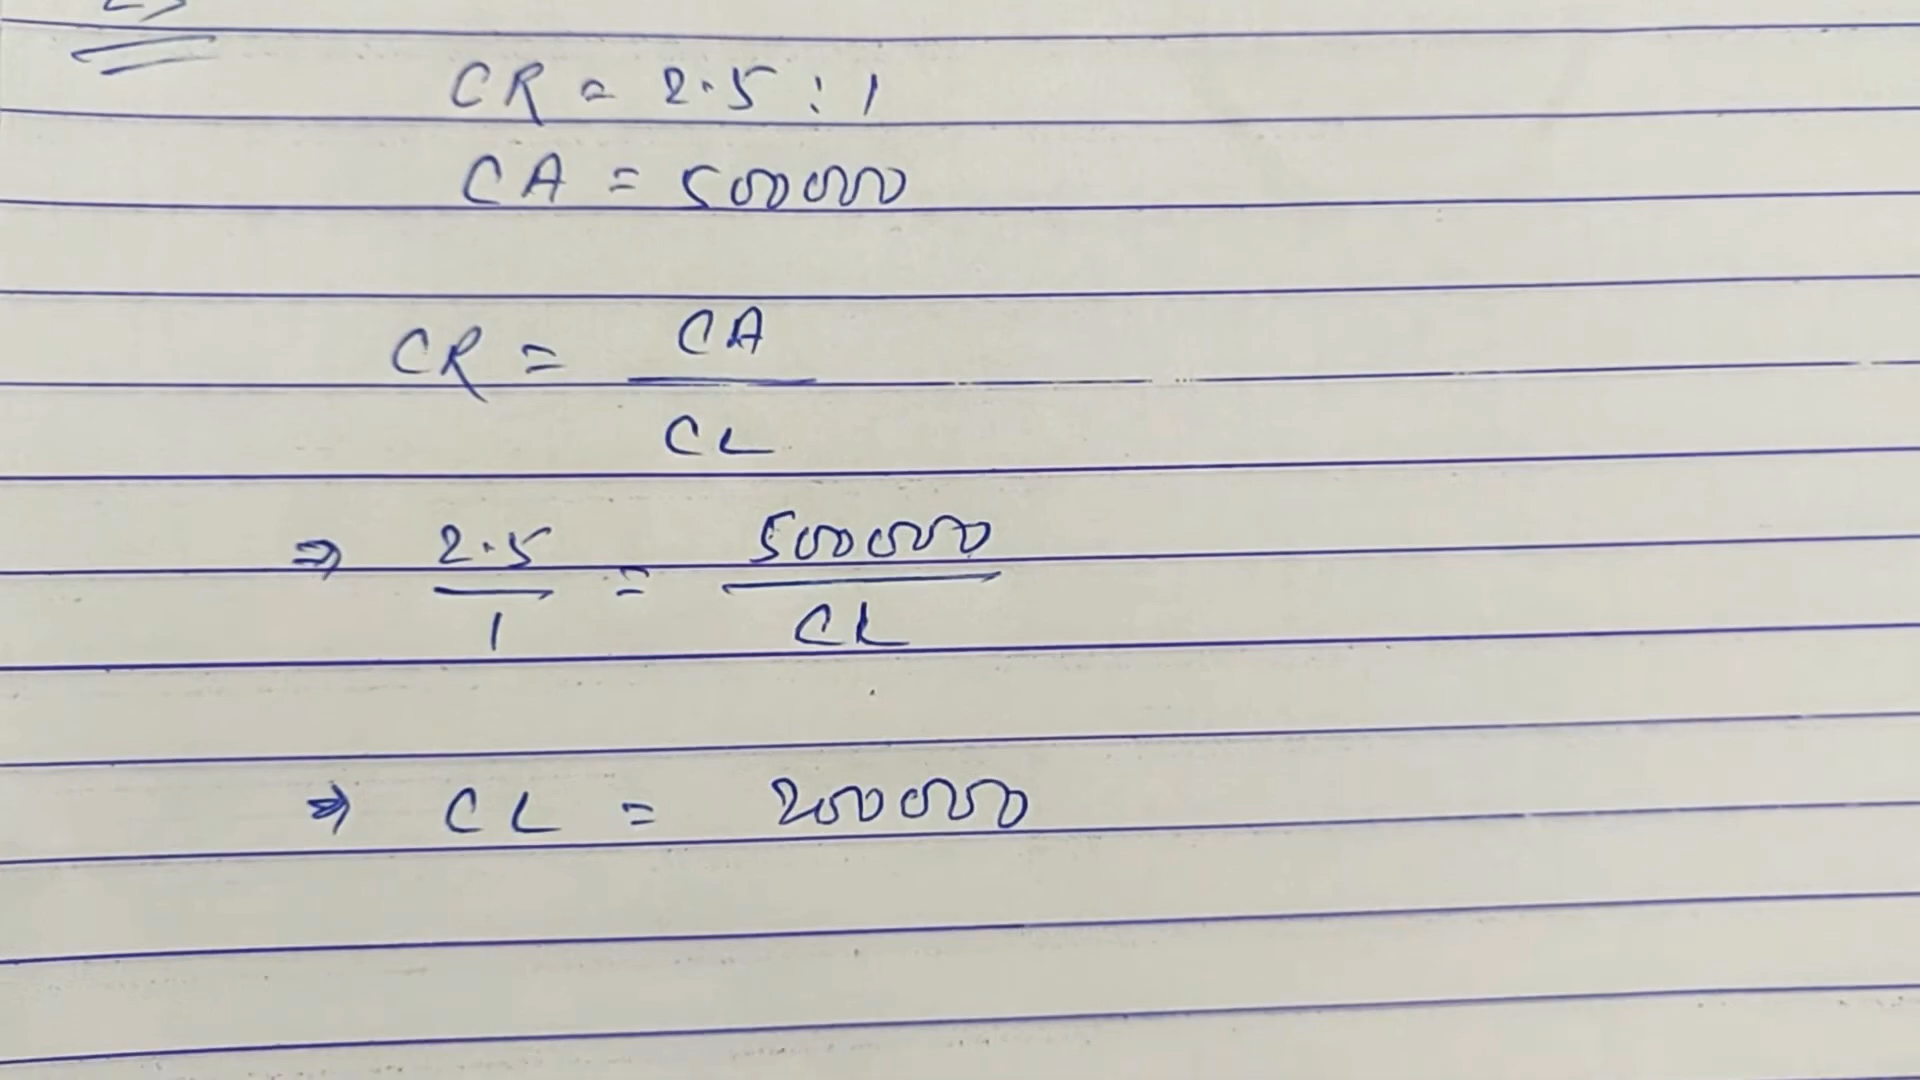 CR = 2.5 : 1
CA = 500000
CR = CA / CL
⇒ 2.5 / 1 = 500000 / CL
⇒ CL = 200000